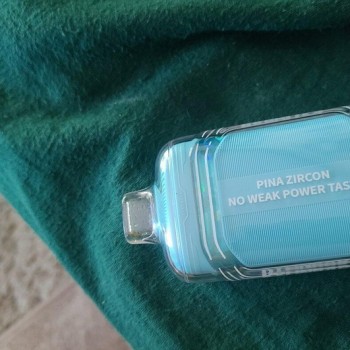 PINA ZIRCON
NO WEAK POWER TAS